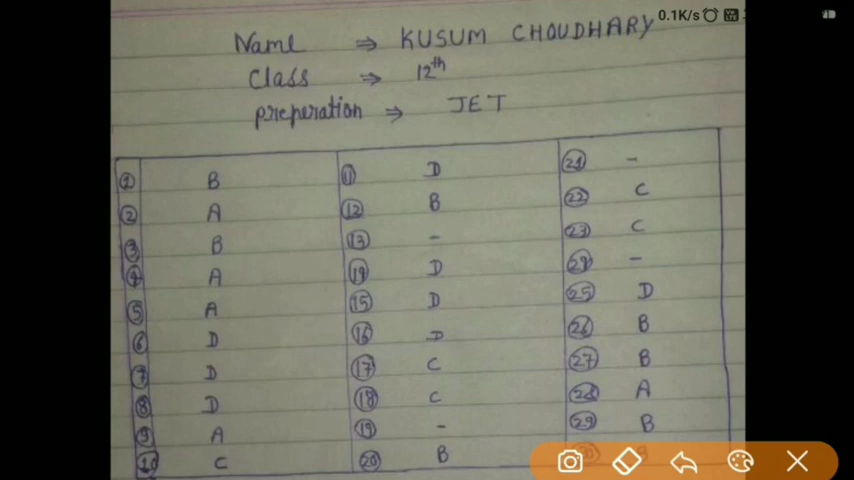 0.1K/s
Name ⇒ KUSUM CHOUDHARY
Class ⇒ 12th
preperation ⇒ JET
1 B 11 D 21 -
2 A 12 B 22 C
3 B 13 - 23 C
4 A 14 D 24 -
5 A 15 D 25 D
6 D 16 D 26 B
7 D 17 C 27 B
8 D 18 C 28 A
9 A 19 - 29 B
10 C 20 B